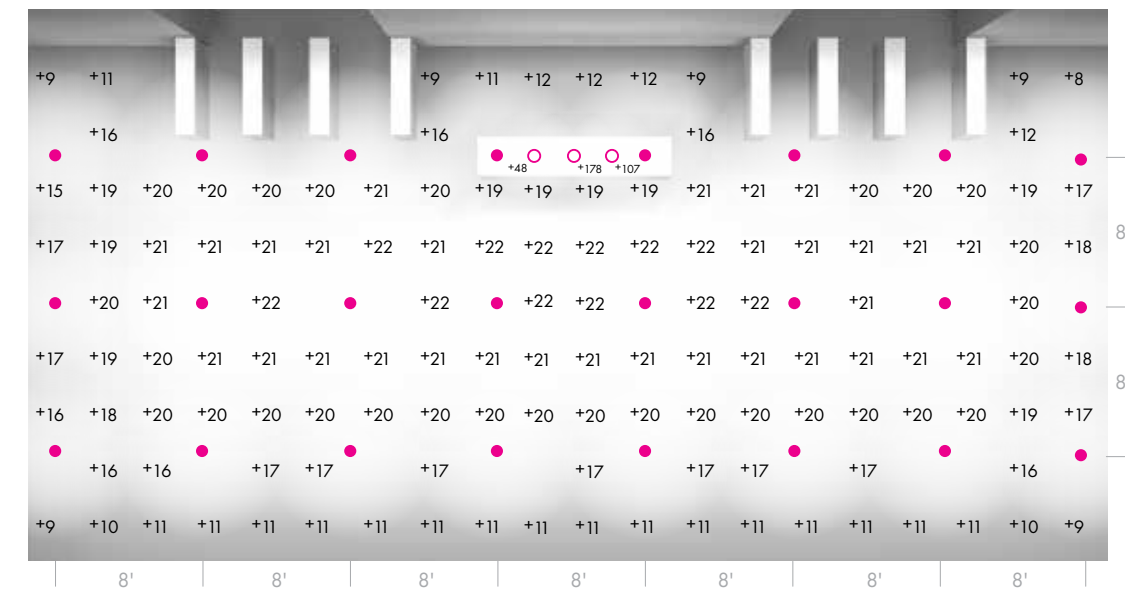 +9 +11 +9 +11 +12 +12 +12 +9 +9 +8
+16 +16 +16 +12
+48 +178 +107
+15 +19 +20 +20 +20 +20 +21 +20 +19 +19 +19 +19 +21 +21 +21 +20 +20 +20 +19 +17
8
+17 +19 +21 +21 +21 +21 +22 +21 +22 +22 +22 +22 +22 +21 +21 +21 +21 +21 +20 +18
+20 +21 +22 +22 +22 +22 +22 +22 +21 +20
+17 +19 +20 +21 +21 +21 +21 +21 +21 +21 +21 +21 +21 +21 +21 +21 +21 +21 +20 +18
8
+16 +18 +20 +20 +20 +20 +20 +20 +20 +20 +20 +20 +20 +20 +20 +20 +20 +20 +19 +17
+16 +16 +17 +17 +17 +17 +17 +17 +17 +16
+9 +10 +11 +11 +11 +11 +11 +11 +11 +11 +11 +11 +11 +11 +11 +11 +11 +11 +10 +9
8' 8' 8' 8' 8' 8' 8'